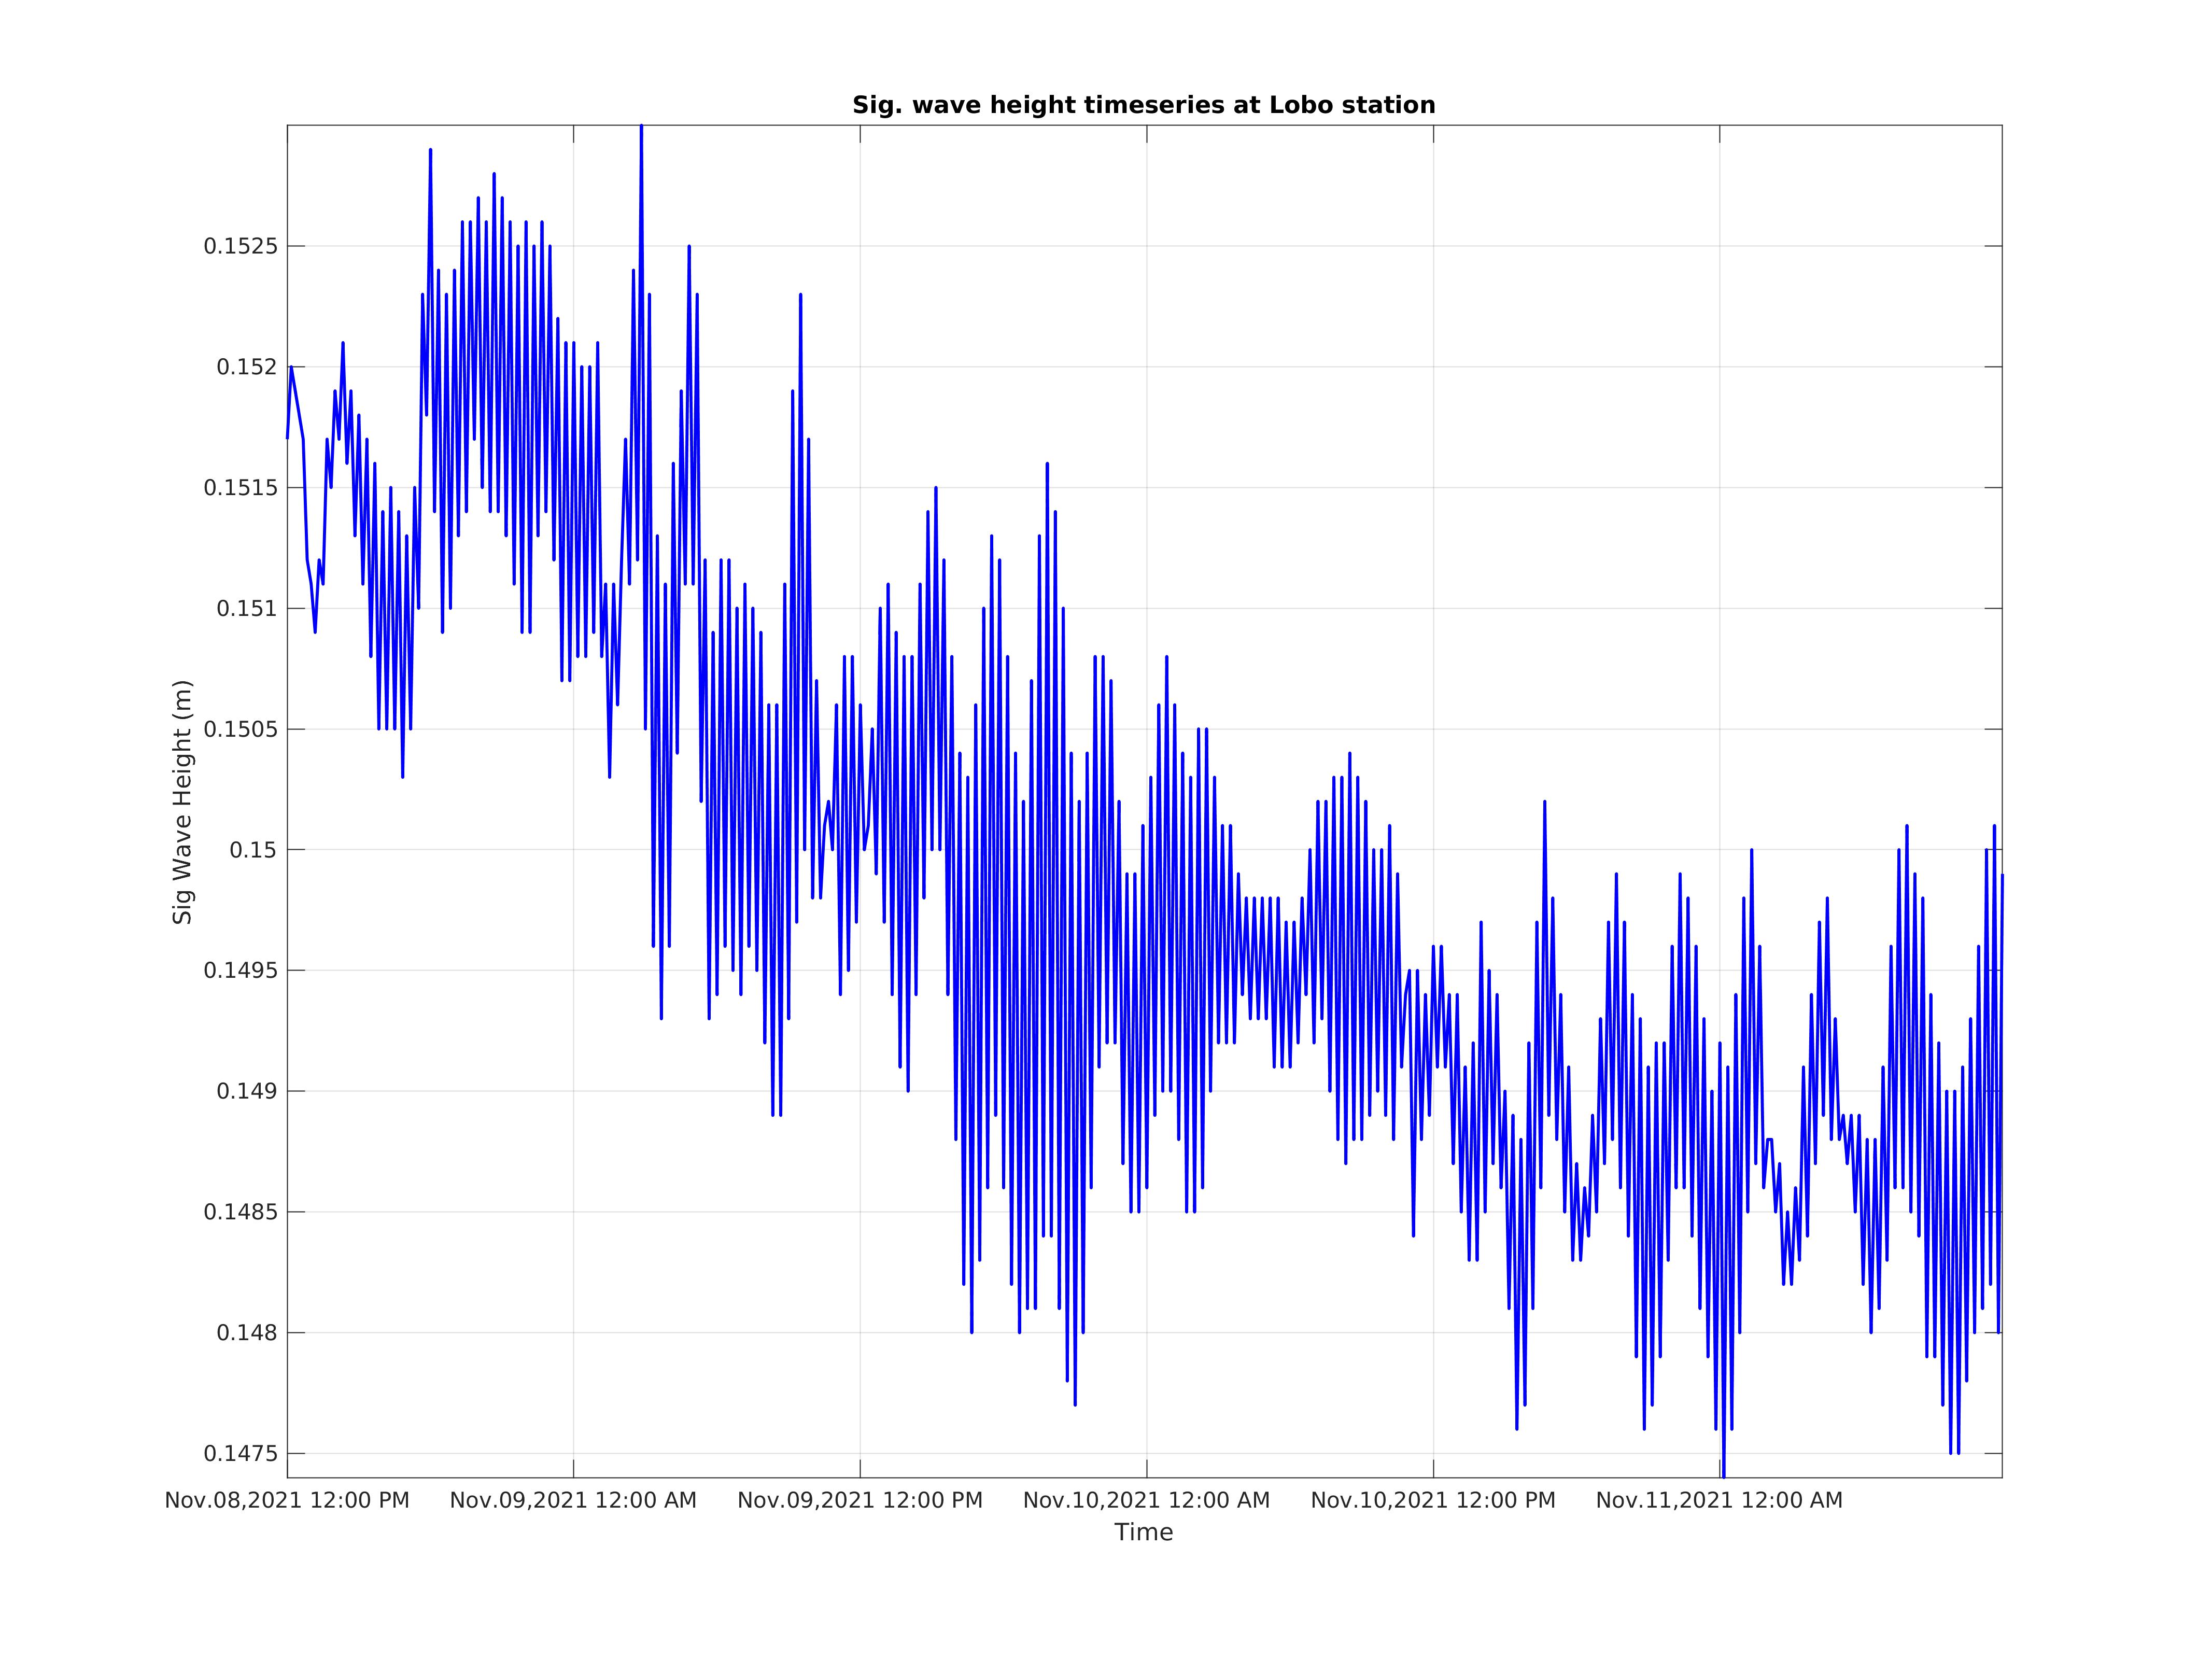 Sig. wave height timeseries at Lobo station
0.1525
0.152
0.1515
0.151
0.1505
0.15
0.1495
0.149
0.1485
0.148
0.1475
Sig Wave Height (m)
Nov.08,2021 12:00 PM
Nov.09,2021 12:00 AM
Nov.09,2021 12:00 PM
Nov.10,2021 12:00 AM
Nov.10,2021 12:00 PM
Nov.11,2021 12:00 AM
Time